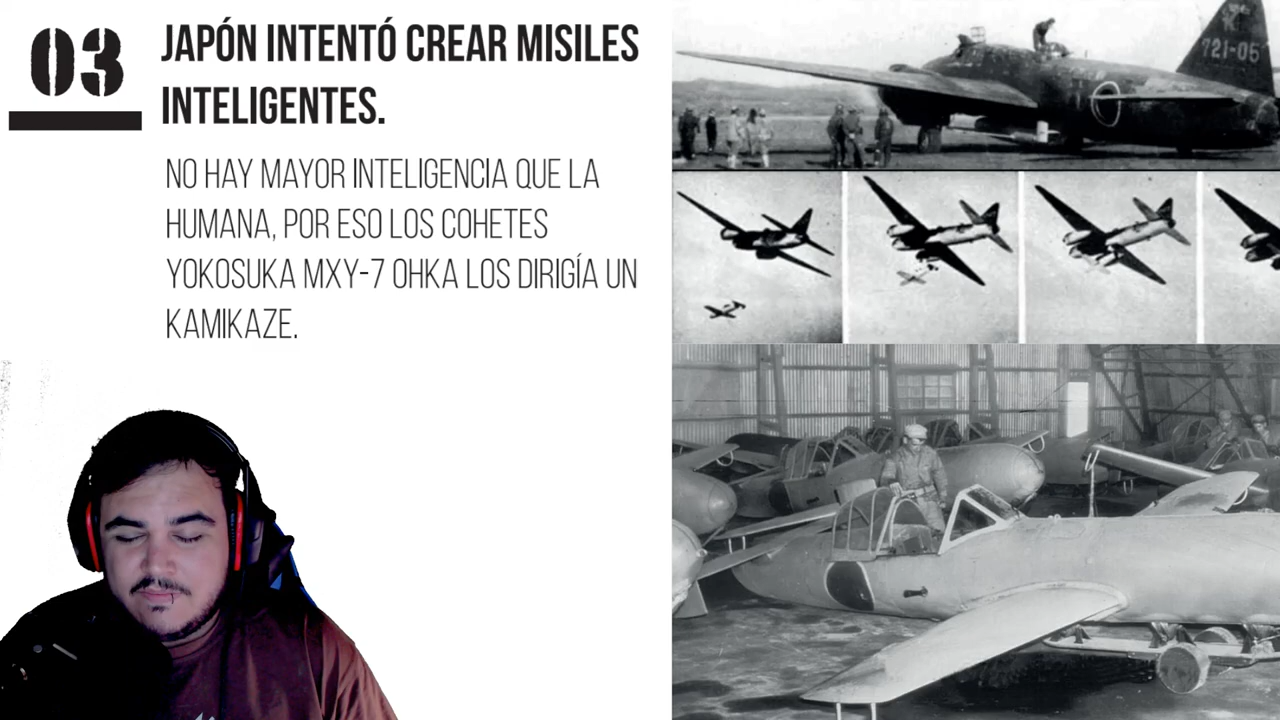 03
JAPÓN INTENTÓ CREAR MISILES
INTELIGENTES.
NO HAY MAYOR INTELIGENCIA QUE LA
HUMANA, POR ESO LOS COHETES
YOKOSUKA MXY-7 OHKA LOS DIRIGÍA UN
KAMIKAZE.
721-05